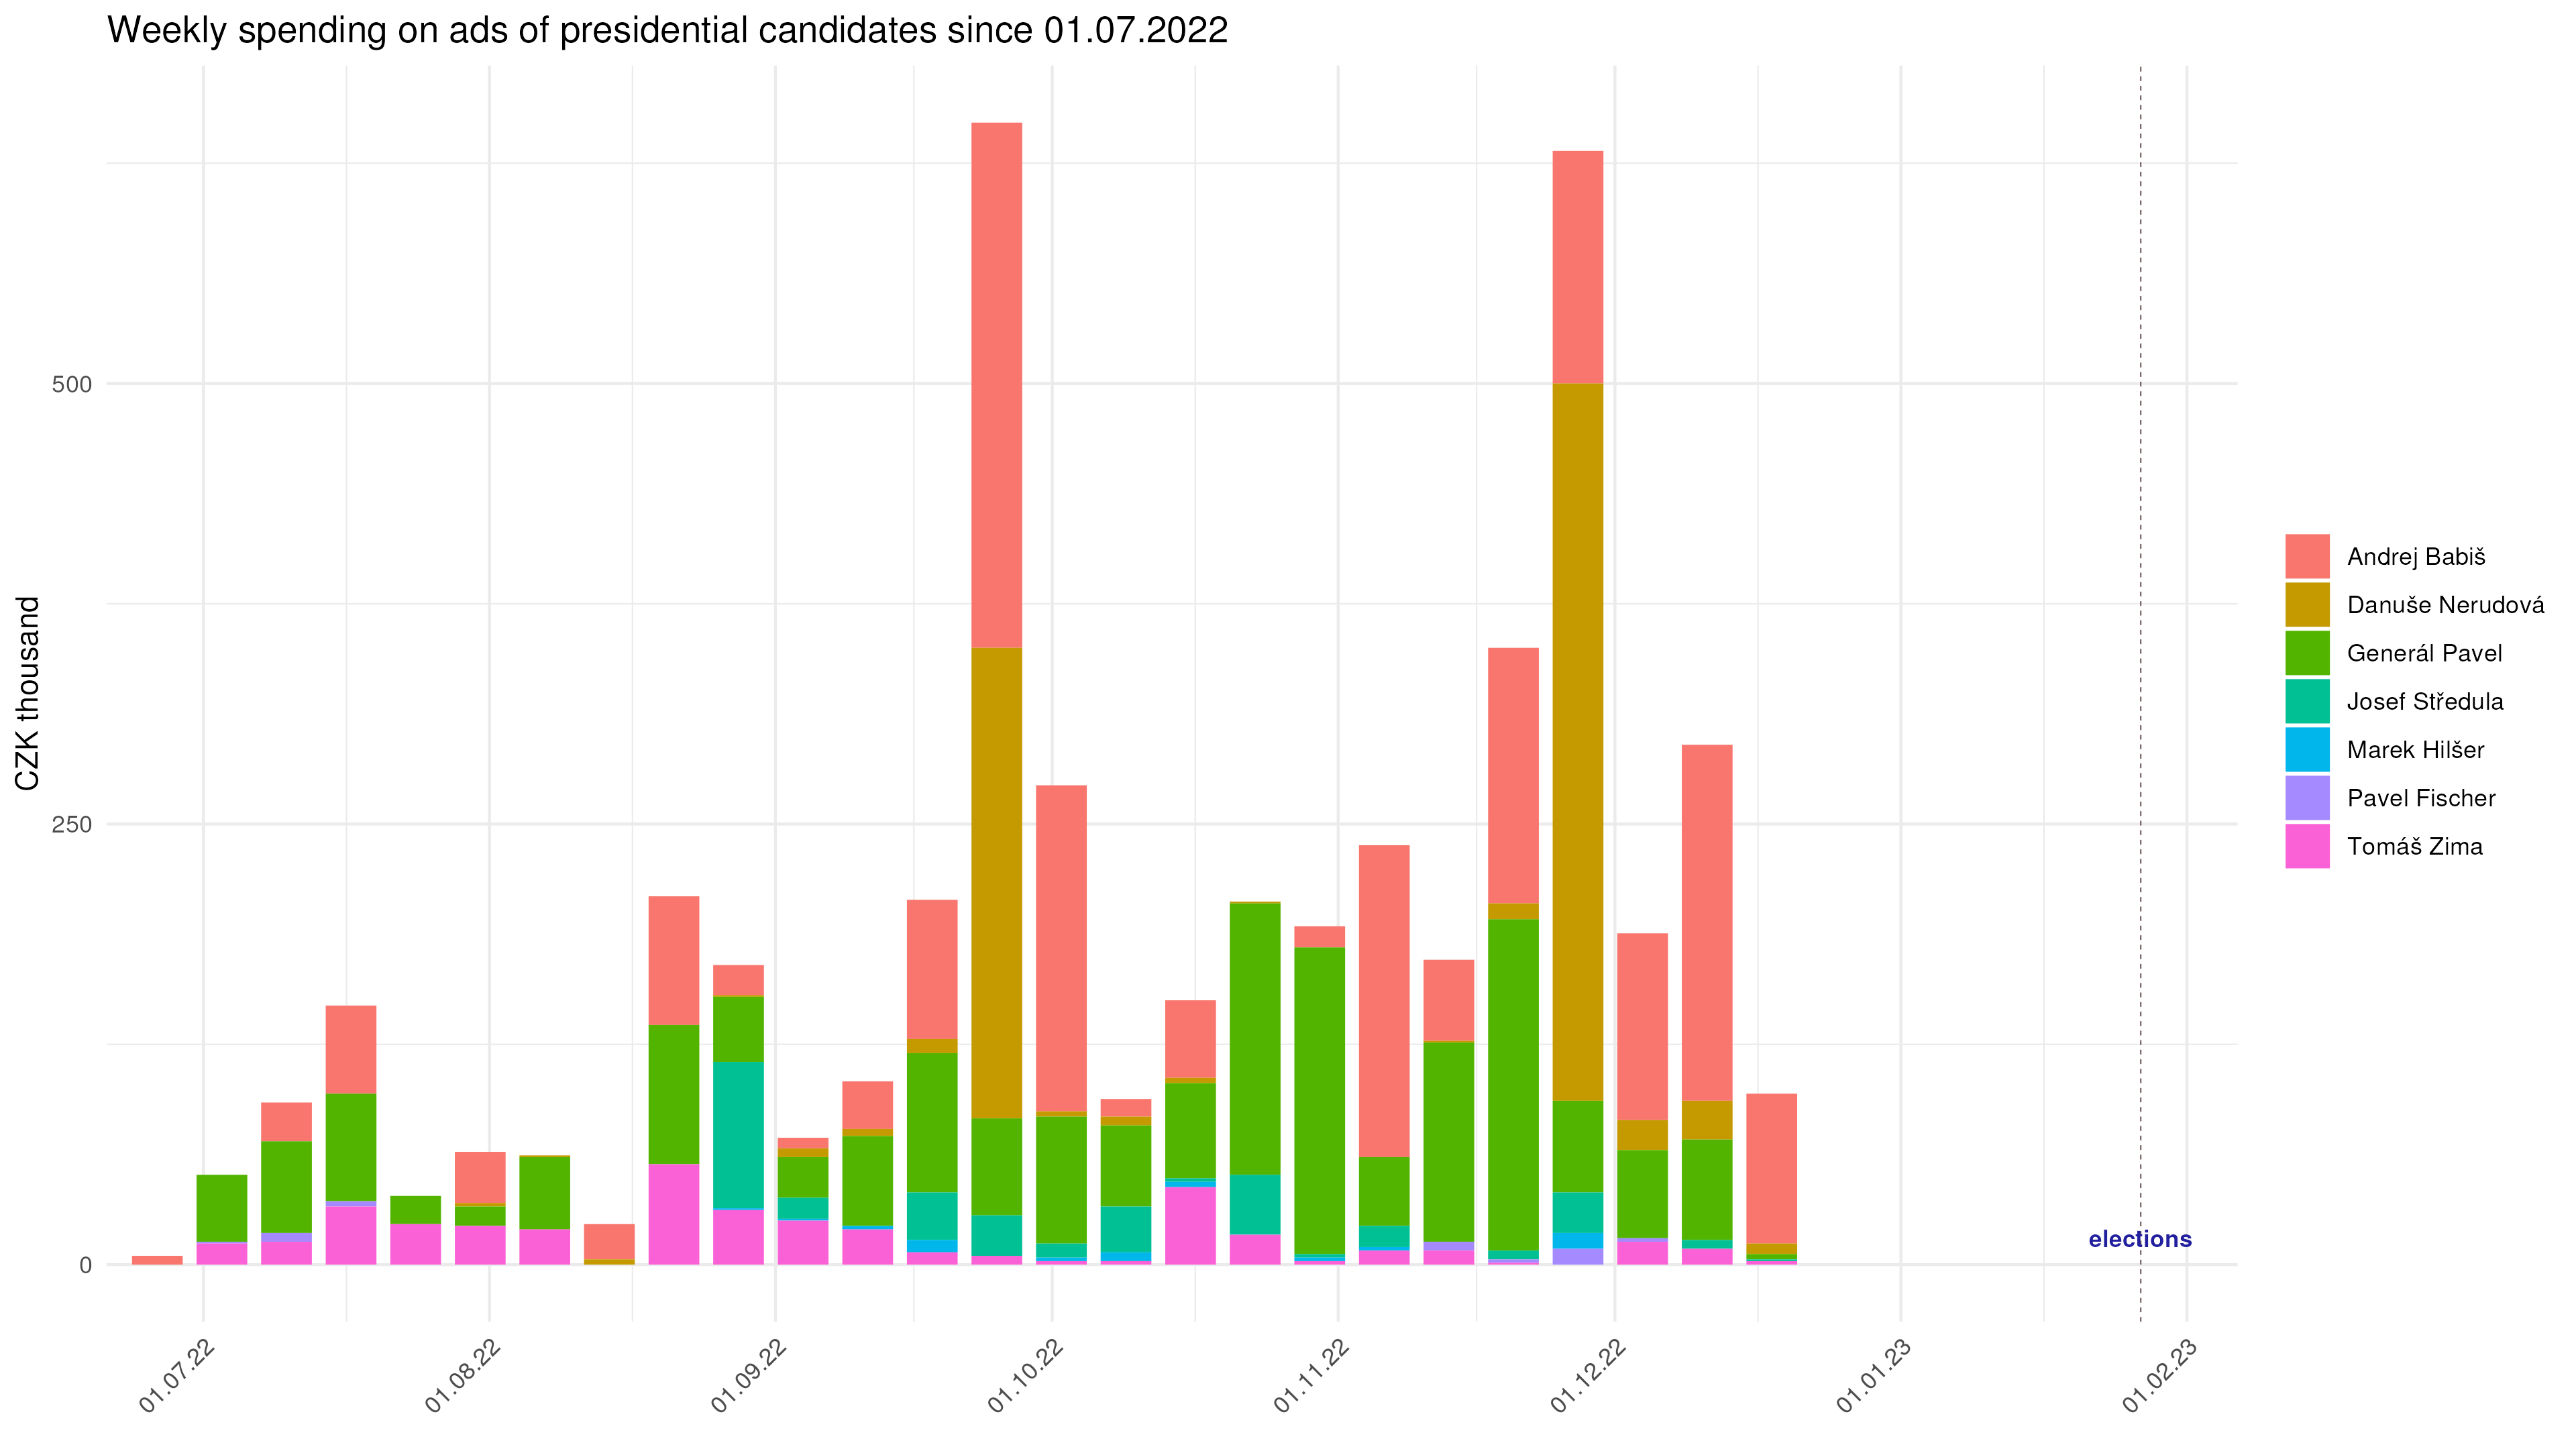 Weekly spending on ads of presidential candidates since 01.07.2022
CZK thousand
500
250
0
01.07.22
01.08.22
01.09.22
01.10.22
01.11.22
01.12.22
01.01.23
01.02.23
elections
Andrej Babiš
Danuše Nerudová
Generál Pavel
Josef Středula
Marek Hilšer
Pavel Fischer
Tomáš Zima